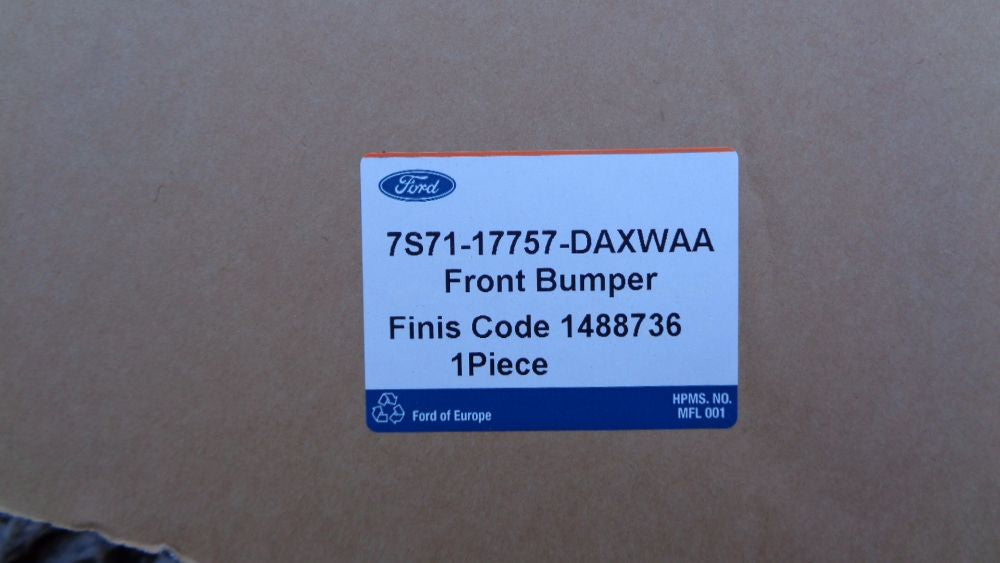 Ford
7S71-17757-DAXWAA
Front Bumper
Finis Code 1488736
1Piece
Ford of Europe
HPMS. NO.
MFL 001